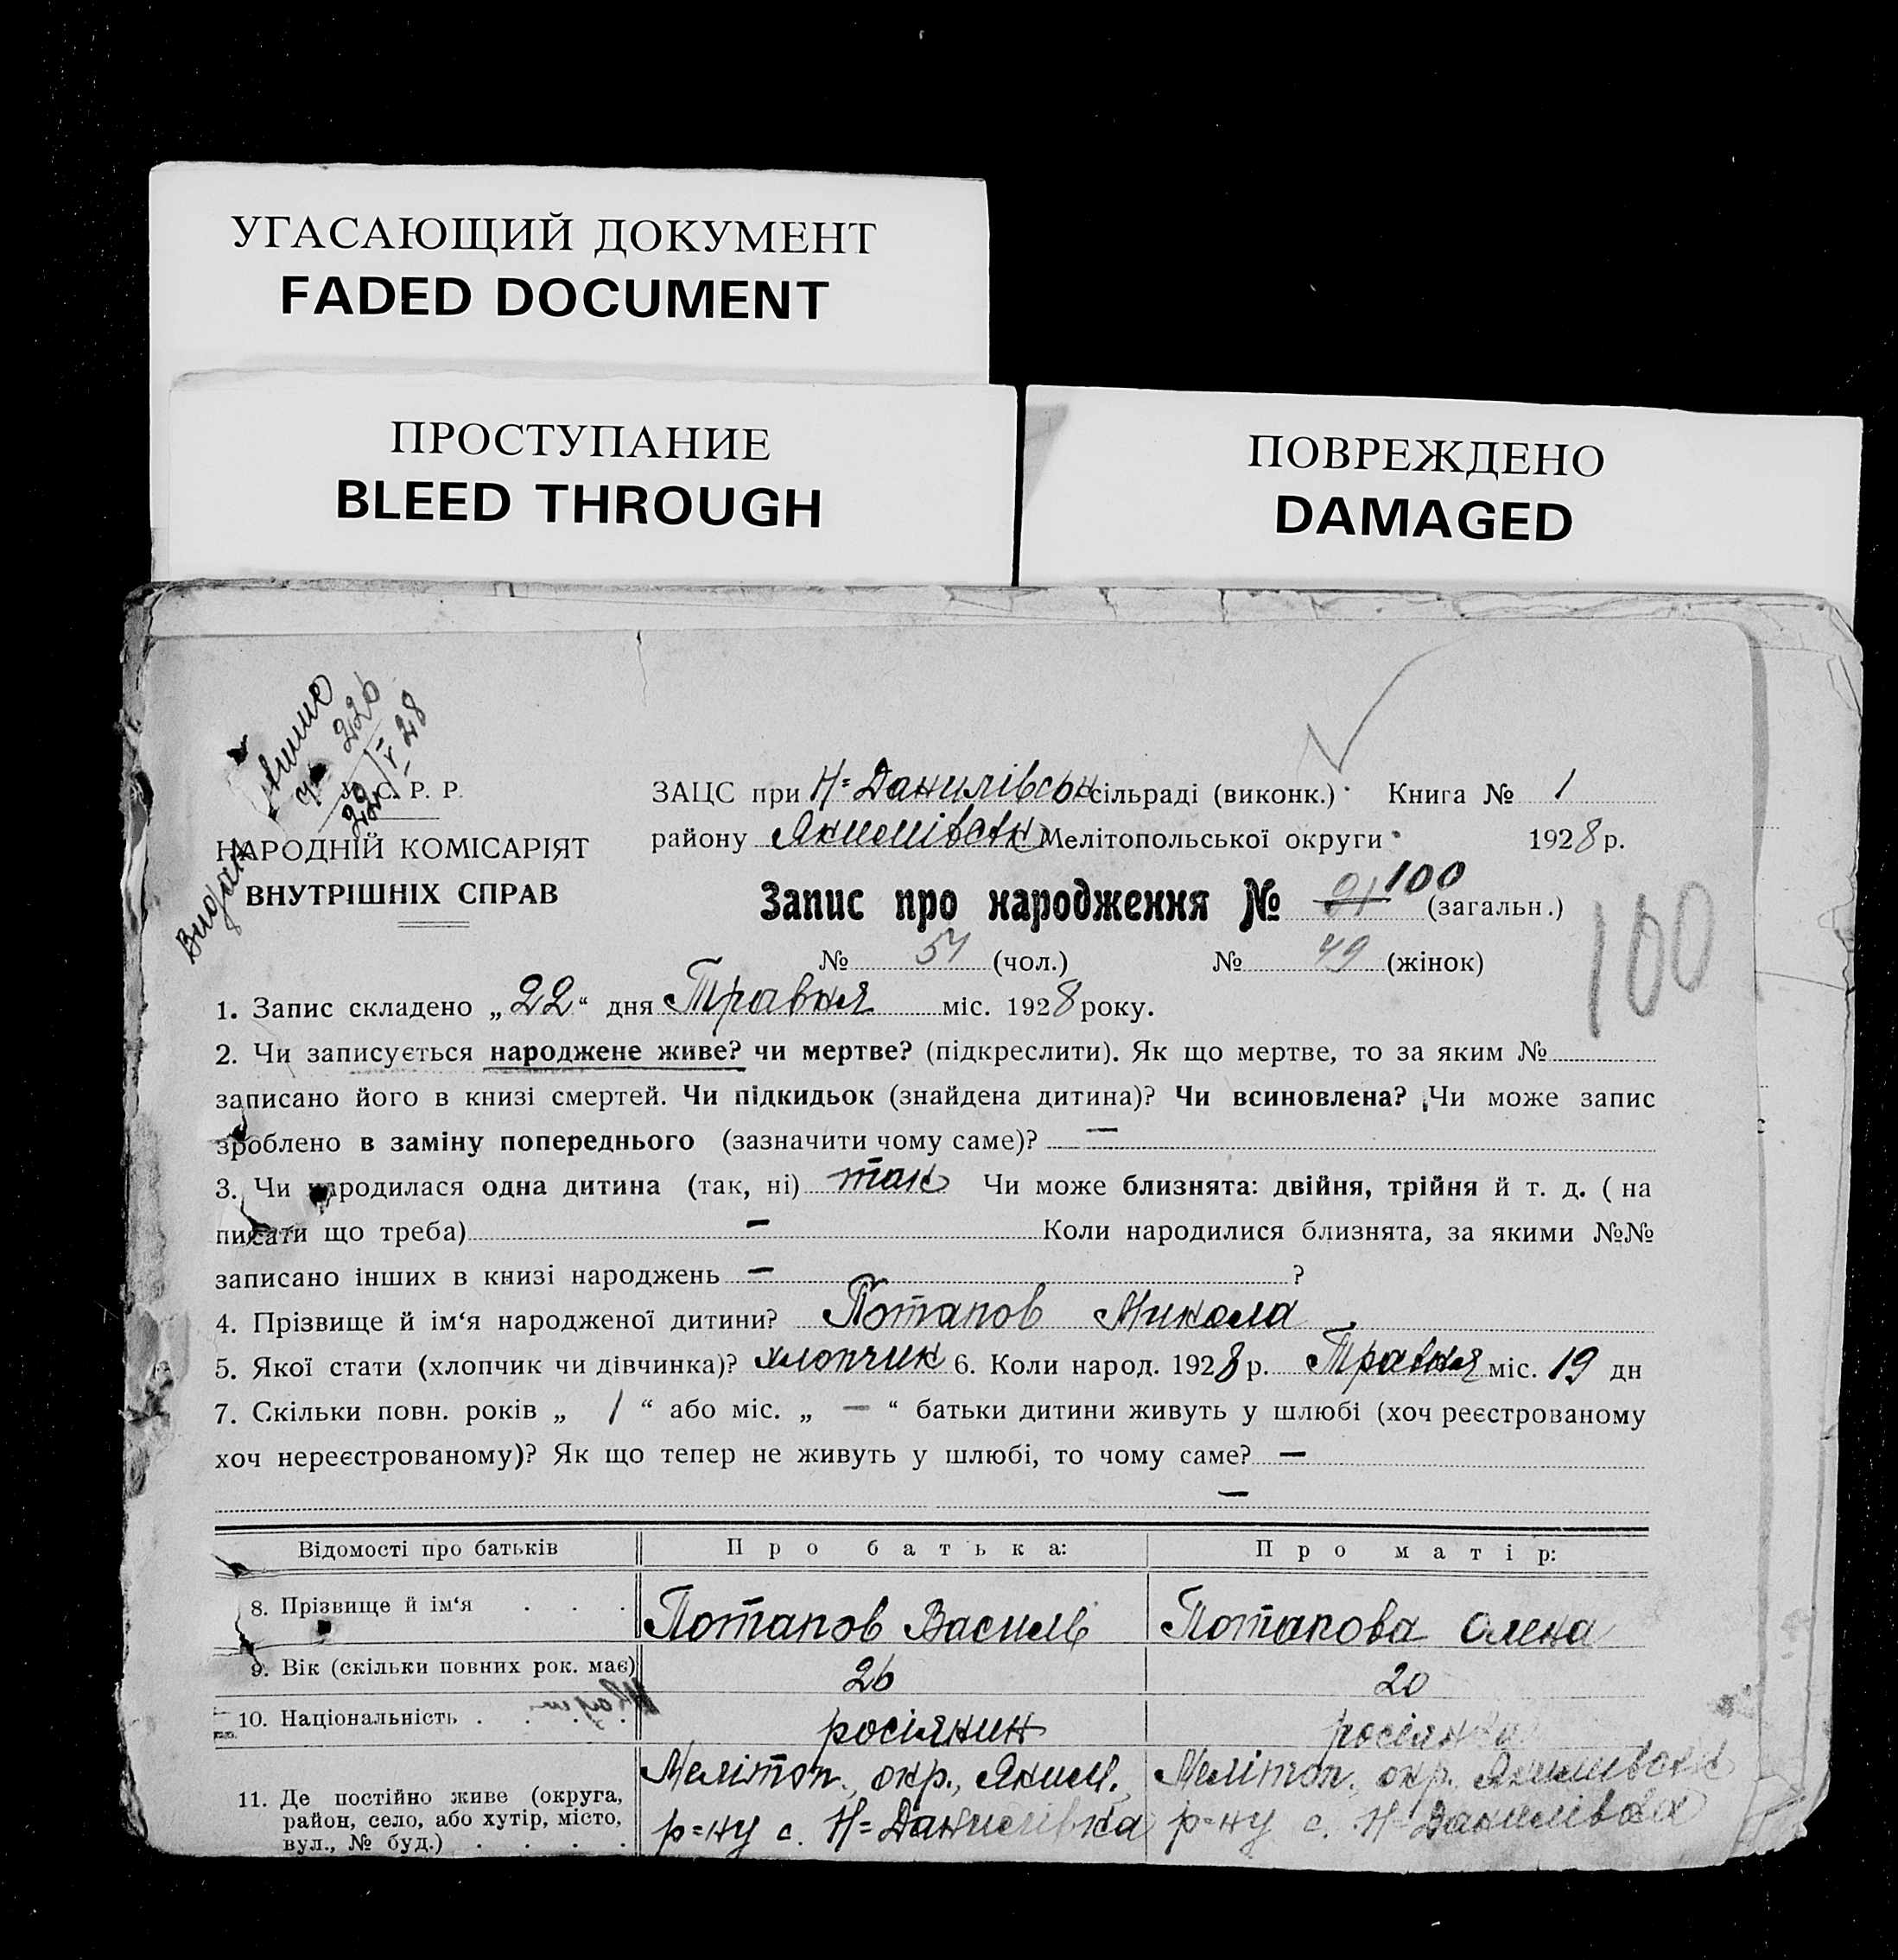 УГАСАЮЩИЙ ДОКУМЕНТ
FADED DOCUMENT
ПРОСТУПАНИЕ
BLEED THROUGH
ПОВРЕЖДЕНО
DAMAGED
226
22/V 28
Видан
У. С. Р. Р.
НАРОДНІЙ КОМІСАРІЯТ
ВНУТРІШНІХ СПРАВ
ЗАЦС при Н=Данилівськ сільраді (виконк.) Книга № 1
району Якимівськ Мелітопольської округи 1928 р.
Запис про народження № 91 100 (загальн.)
100
№ 51 (чол.) № 49 (жінок)
1. Запис складено „22“ дня Травня міс. 1928 року.
2. Чи записується народжене живе? чи мертве? (підкреслити). Як що мертве, то за яким №
записано його в книзі смертей. Чи підкидьок (знайдена дитина)? Чи всиновлена? Чи може запис
зроблено в заміну попереднього (зазначити чому саме)? —
3. Чи народилася одна дитина (так, ні) так Чи може близнята: двійня, трійня й т. д. (на
писати що треба) — Коли народилися близнята, за якими №№
записано інших в книзі народжень — ?
4. Прізвище й ім‘я народженої дитини? Потапов Микола
5. Якої стати (хлопчик чи дівчинка)? хлопчик 6. Коли народ. 1928 р. Травня міс. 19 дн
7. Скільки повн. років „ 1 “ або міс. „ — “ батьки дитини живуть у шлюбі (хоч реєстрованому
хоч нереєстрованому)? Як що тепер не живуть у шлюбі, то чому саме? —
—
Відомості про батьків Про батька: Про матір:
8. Прізвище й ім‘я . . . Потапов Василь Потапова Олена
9. Вік (скільки повних рок. має) 26 20
10. Національність . . . . росіянин росіянка
11. Де постійно живе (округа, район, село, або хутір, місто, вул., № буд.) . . . .
Мелітоп. окр., Яким. р=ну с. Н=Данилівка
Мелітоп. окр. Якимівськ р=ну с. Н=Данилівка